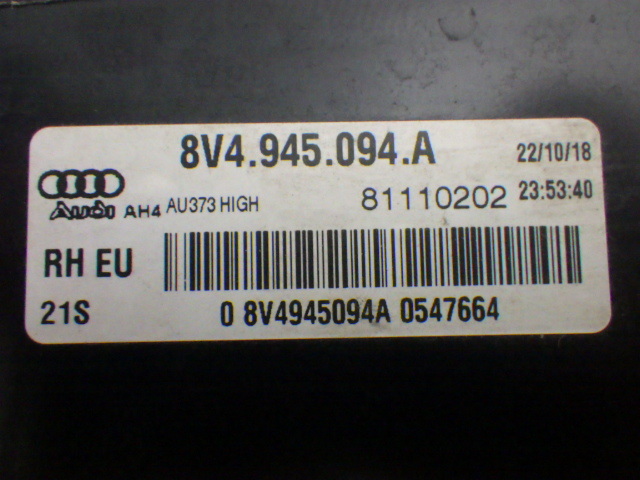 8V4.945.094.A 22/10/18
Audi AH4 AU373 HIGH 81110202 23:53:40
RH EU
21S 0 8V4945094A 0547664